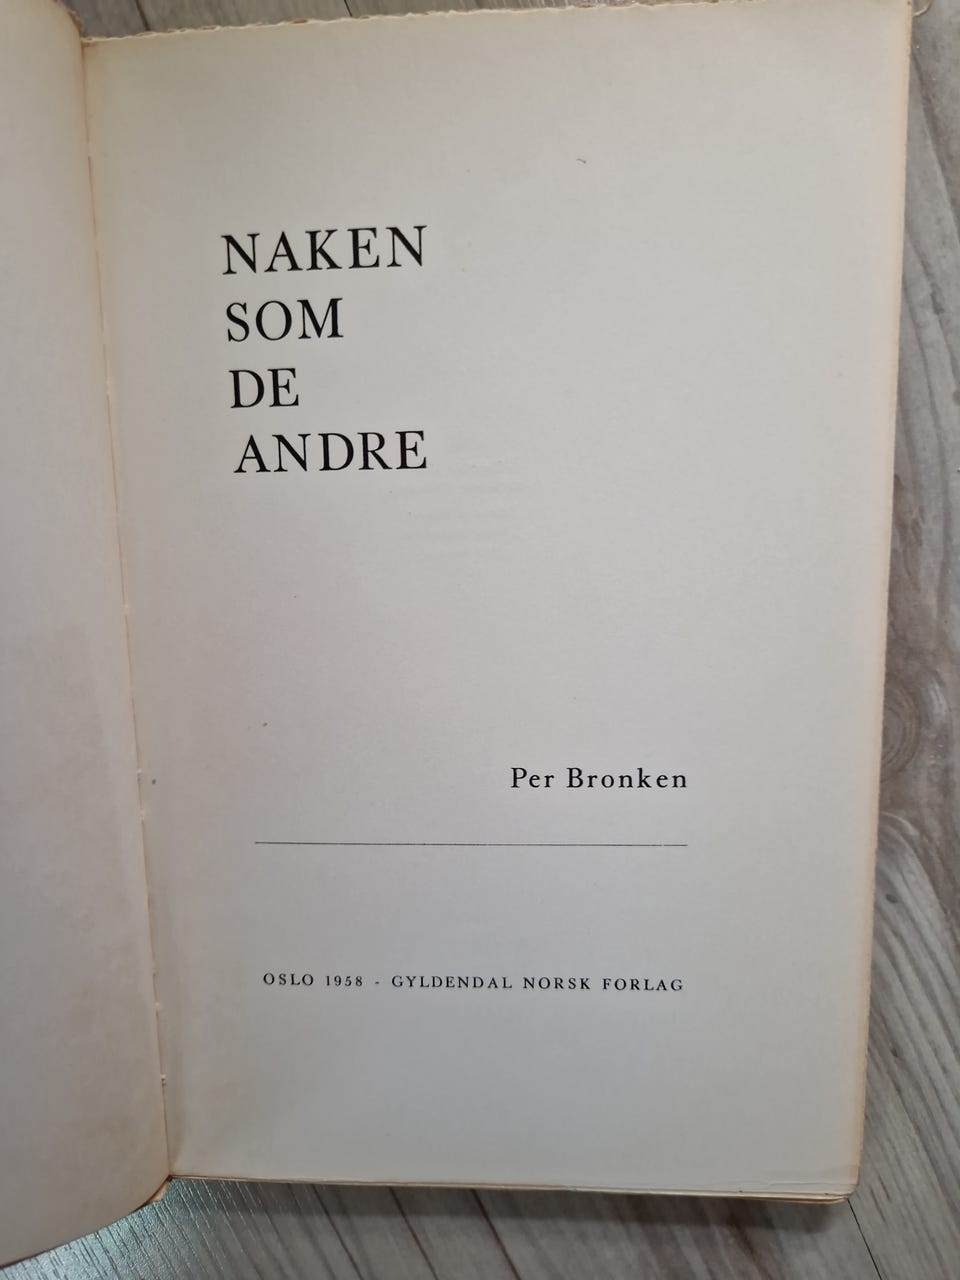 NAKEN
SOM
DE
ANDRE
Per Bronken
OSLO 1958 - GYLDENDAL NORSK FORLAG